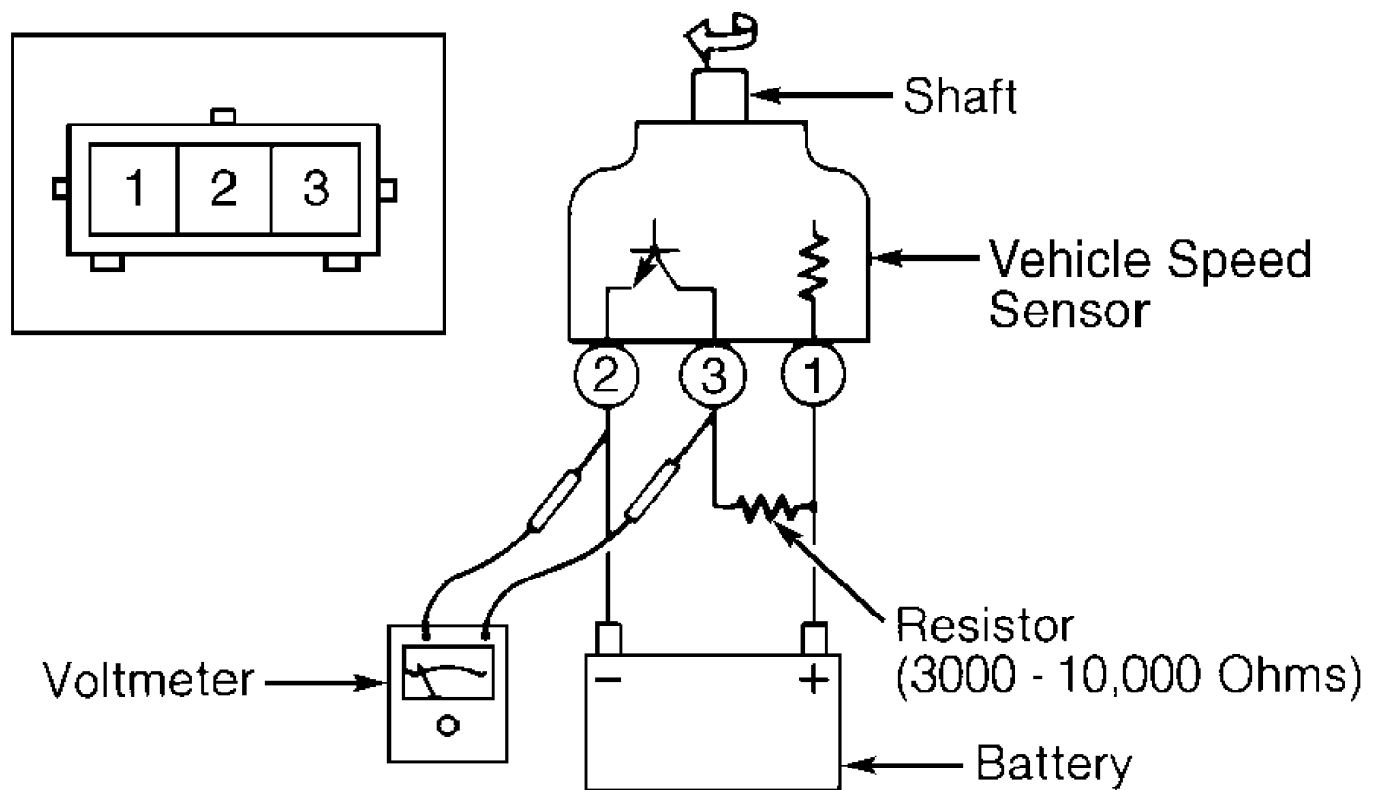 Shaft
1 2 3
Vehicle Speed
Sensor
2 3 1
Resistor
(3000 - 10,000 Ohms)
Voltmeter
- +
Battery